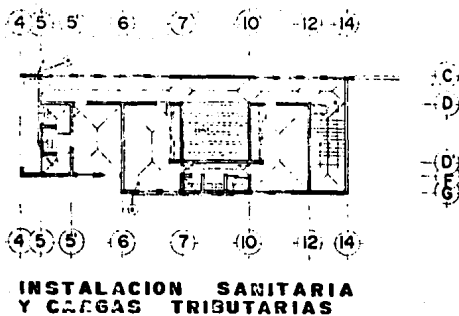 4 5 5' 6 7 10 12 14
C
D
D'
F
G
4 5 5' 6 7 10 12 14
INSTALACION SANITARIA
Y CARGAS TRIBUTARIAS